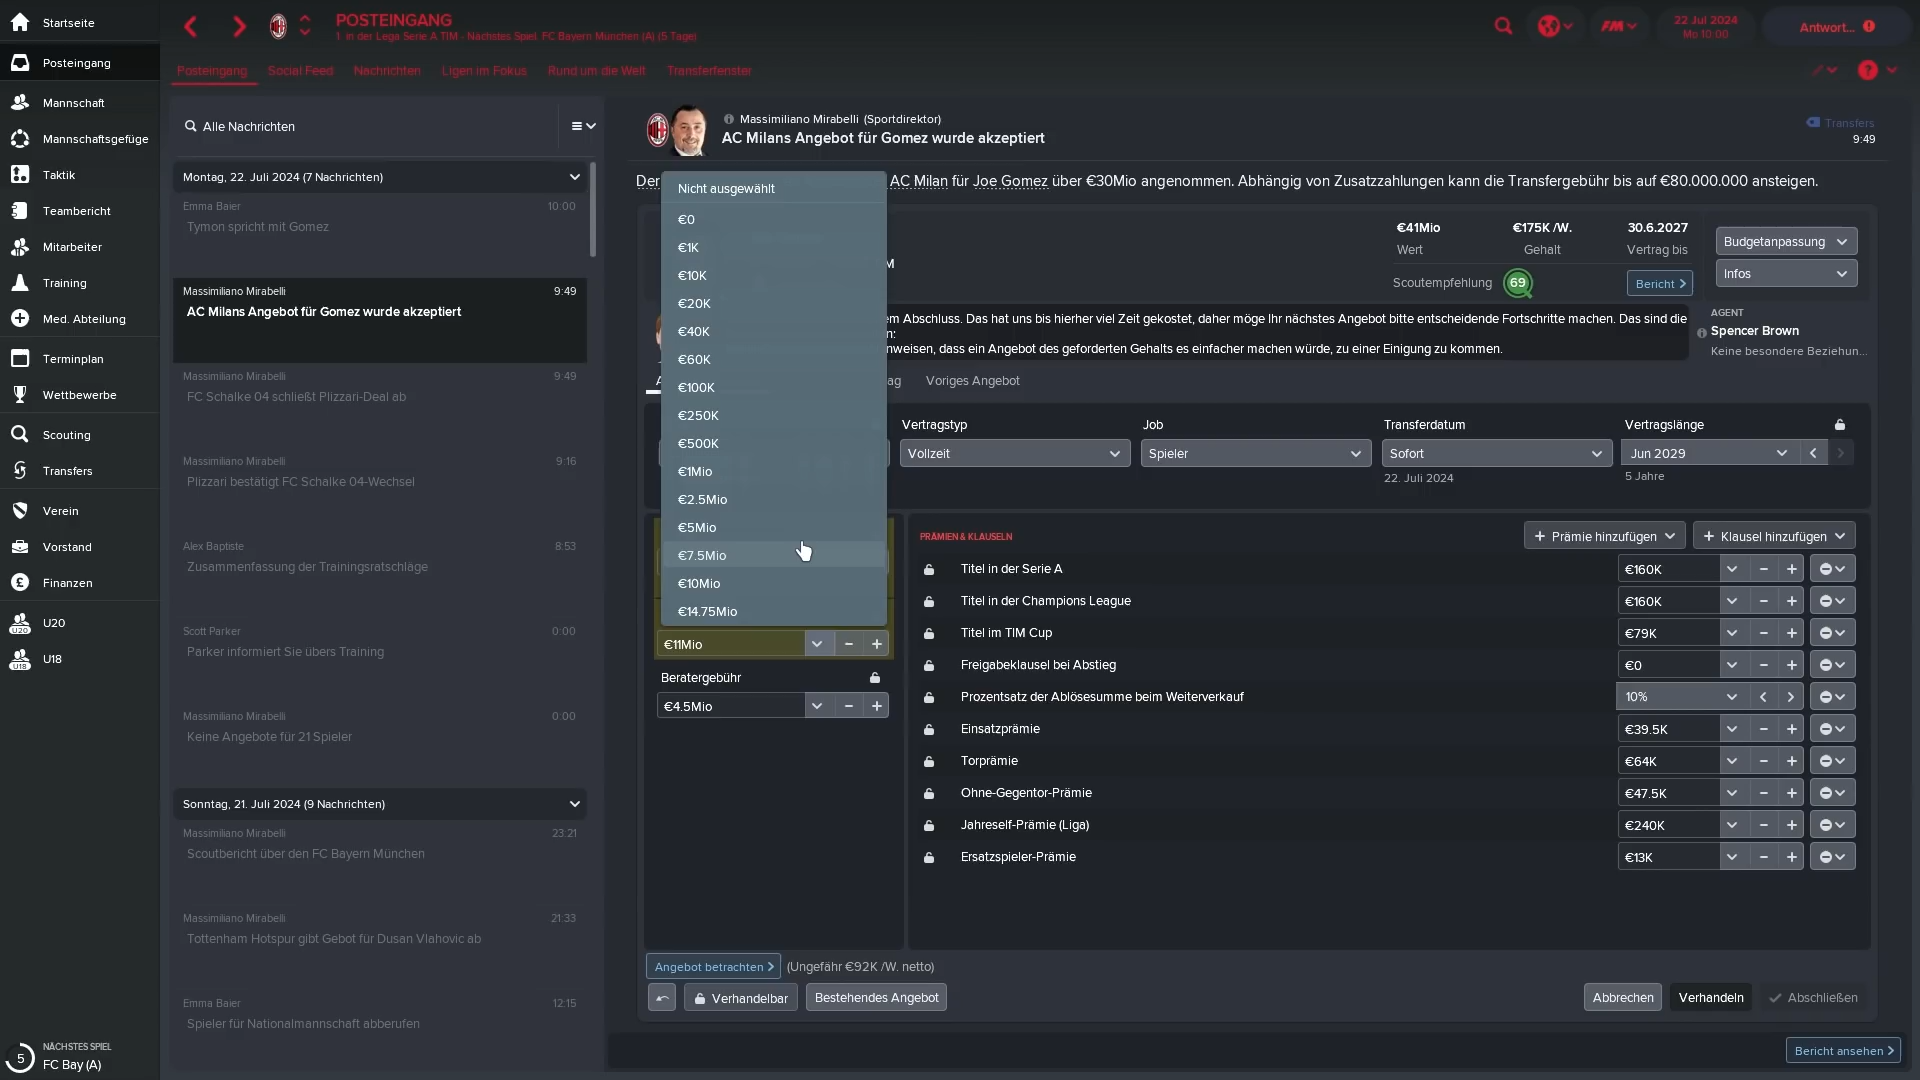 Startseite
Posteingang
Mannschaft
Mannschaftsgefüge
Taktik
Teambericht
Mitarbeiter
Training
Med. Abteilung
Terminplan
Wettbewerbe
Scouting
Transfers
Verein
Vorstand
Finanzen
U20
U18
5
NÄCHSTES SPIEL
FC Bay (A)
POSTEINGANG
1. in der Lega Serie A TIM - Nächstes Spiel: FC Bayern München (A) (5 Tage)
FM
22 Jul 2024
Mo 10:00
Antwort...
Posteingang
Social Feed
Nachrichten
Ligen im Fokus
Rund um die Welt
Transferfenster
Alle Nachrichten
Montag, 22. Juli 2024 (7 Nachrichten)
Emma Baier 10:00
Tymon spricht mit Gomez
Massimiliano Mirabelli 9:49
AC Milans Angebot für Gomez wurde akzeptiert
Massimiliano Mirabelli 9:49
FC Schalke 04 schließt Plizzari-Deal ab
Massimiliano Mirabelli 9:16
Plizzari bestätigt FC Schalke 04-Wechsel
Alex Baptiste 8:53
Zusammenfassung der Trainingsratschläge
Scott Parker 0:00
Parker informiert Sie übers Training
Massimiliano Mirabelli 0:00
Keine Angebote für 21 Spieler
Sonntag, 21. Juli 2024 (9 Nachrichten)
Massimiliano Mirabelli 23:21
Scoutbericht über den FC Bayern München
Massimiliano Mirabelli 21:33
Tottenham Hotspur gibt Gebot für Dusan Vlahovic ab
Emma Baier 12:15
Spieler für Nationalmannschaft abberufen
Massimiliano Mirabelli (Sportdirektor)
AC Milans Angebot für Gomez wurde akzeptiert
Transfers
9:49
Der
AC Milan für Joe Gomez über €30Mio angenommen. Abhängig von Zusatzzahlungen kann die Transfergebühr bis auf €80.000.000 ansteigen.
Nicht ausgewählt
€0
€1K
€10K
€20K
€40K
€60K
€100K
€250K
€500K
€1Mio
€2.5Mio
€5Mio
€7.5Mio
€10Mio
€14.75Mio
M
€41Mio
Wert
€175K /W.
Gehalt
30.6.2027
Vertrag bis
Scoutempfehlung
69
Bericht
Budgetanpassung
Infos
em Abschluss. Das hat uns bis hierher viel Zeit gekostet, daher möge Ihr nächstes Angebot bitte entscheidende Fortschritte machen. Das sind die
n:
nweisen, dass ein Angebot des geforderten Gehalts es einfacher machen würde, zu einer Einigung zu kommen.
AGENT
Spencer Brown
Keine besondere Beziehun...
A
ag
Voriges Angebot
Vertragstyp
Vollzeit
Job
Spieler
Transferdatum
Sofort
22. Juli 2024
Vertragslänge
Jun 2029
5 Jahre
€11Mio
Beratergebühr
€4.5Mio
PRÄMIEN & KLAUSELN
Prämie hinzufügen
Klausel hinzufügen
Titel in der Serie A €160K
Titel in der Champions League €160K
Titel im TIM Cup €79K
Freigabeklausel bei Abstieg €0
Prozentsatz der Ablösesumme beim Weiterverkauf 10%
Einsatzprämie €39.5K
Torprämie €64K
Ohne-Gegentor-Prämie €47.5K
Jahreself-Prämie (Liga) €240K
Ersatzspieler-Prämie €13K
Angebot betrachten
(Ungefähr €92K /W. netto)
Verhandelbar
Bestehendes Angebot
Abbrechen
Verhandeln
Abschließen
Bericht ansehen